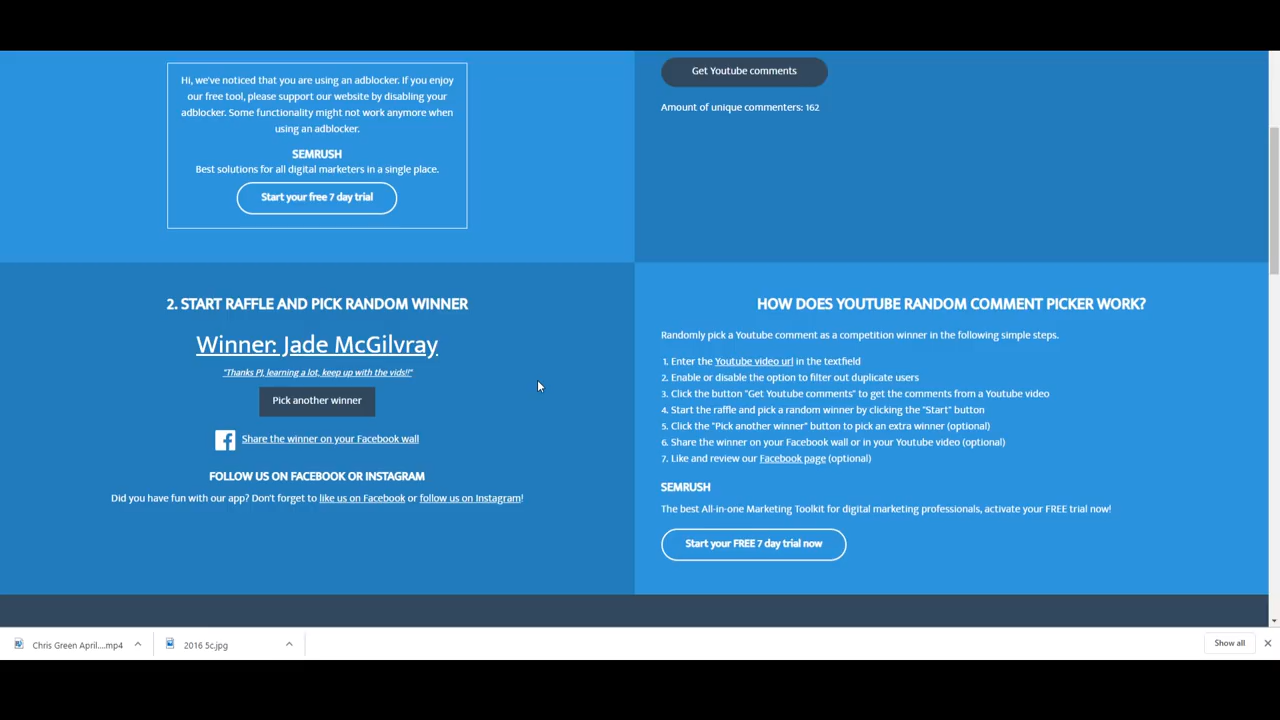 Hi, we've noticed that you are using an adblocker. If you enjoy
our free tool, please support our website by disabling your
adblocker. Some functionality might not work anymore when
using an adblocker.
SEMRUSH
Best solutions for all digital marketers in a single place.
Start your free 7 day trial
Get Youtube comments
Amount of unique commenters: 162
2. START RAFFLE AND PICK RANDOM WINNER
Winner: Jade McGilvray
"Thanks PJ, learning a lot, keep up with the vids!!"
Pick another winner
Share the winner on your Facebook wall
FOLLOW US ON FACEBOOK OR INSTAGRAM
Did you have fun with our app? Don't forget to like us on Facebook or follow us on Instagram!
HOW DOES YOUTUBE RANDOM COMMENT PICKER WORK?
Randomly pick a Youtube comment as a competition winner in the following simple steps.
1. Enter the Youtube video url in the textfield
2. Enable or disable the option to filter out duplicate users
3. Click the button "Get Youtube comments" to get the comments from a Youtube video
4. Start the raffle and pick a random winner by clicking the "Start" button
5. Click the "Pick another winner" button to pick an extra winner (optional)
6. Share the winner on your Facebook wall or in your Youtube video (optional)
7. Like and review our Facebook page (optional)
SEMRUSH
The best All-in-one Marketing Toolkit for digital marketing professionals, activate your FREE trial now!
Start your FREE 7 day trial now
Chris Green April....mp4
2016 5c.jpg
Show all